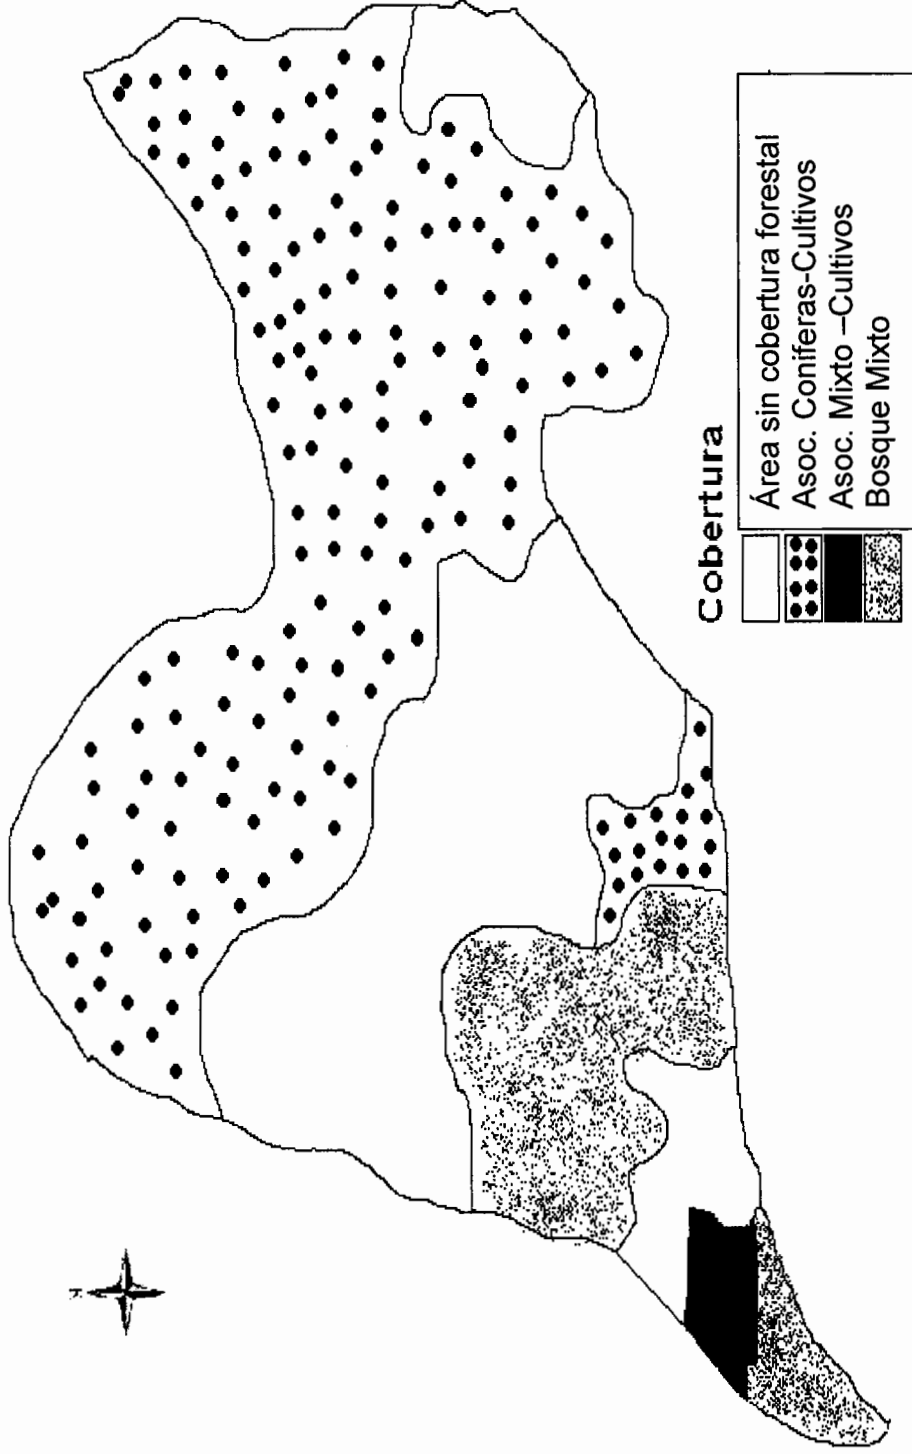 N
Cobertura
Área sin cobertura forestal
Asoc. Coníferas-Cultivos
Asoc. Mixto –Cultivos
Bosque Mixto